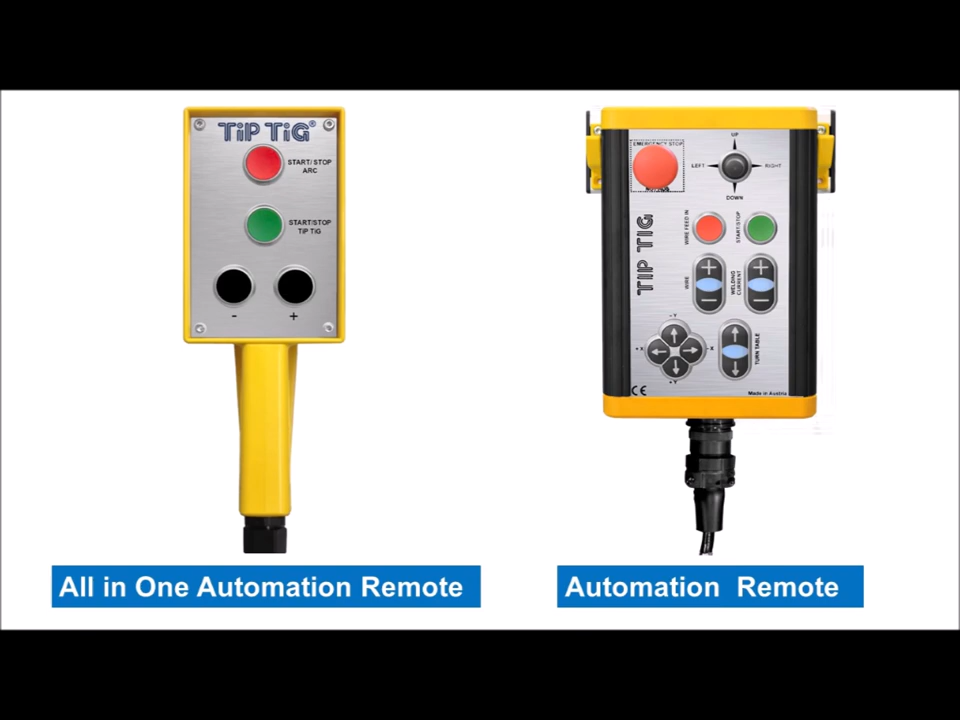 TiP TiG®
START/ STOP
ARC
START/STOP
TIP TiG
-
+
All in One Automation Remote
EMERGENCY STOP
UP
LEFT
RIGHT
DOWN
TIP TIG
WIRE FEED IN
START/STOP
WIRE
+
-
WELDING
CURRENT
+
-
- Y
+ X
- X
+ Y
TURN TABLE
CE
Made in Austria
Automation Remote